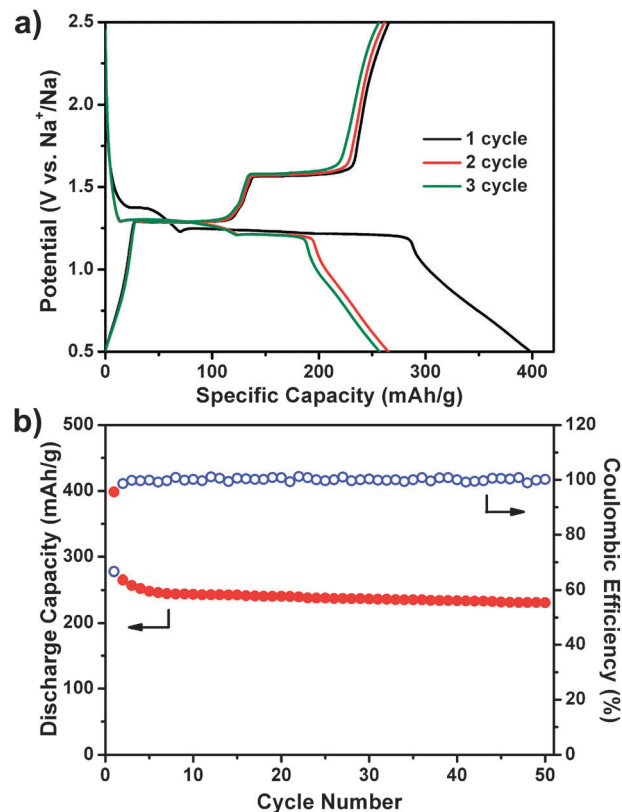 a)
2.5
2.0
1.5
1.0
0.5
Potential (V vs. Na⁺/Na)
1 cycle
2 cycle
3 cycle
0 100 200 300 400
Specific Capacity (mAh/g)
b)
500
400
300
200
100
0
Discharge Capacity (mAh/g)
120
100
80
60
40
20
0
Coulombic Efficiency (%)
0 10 20 30 40 50
Cycle Number